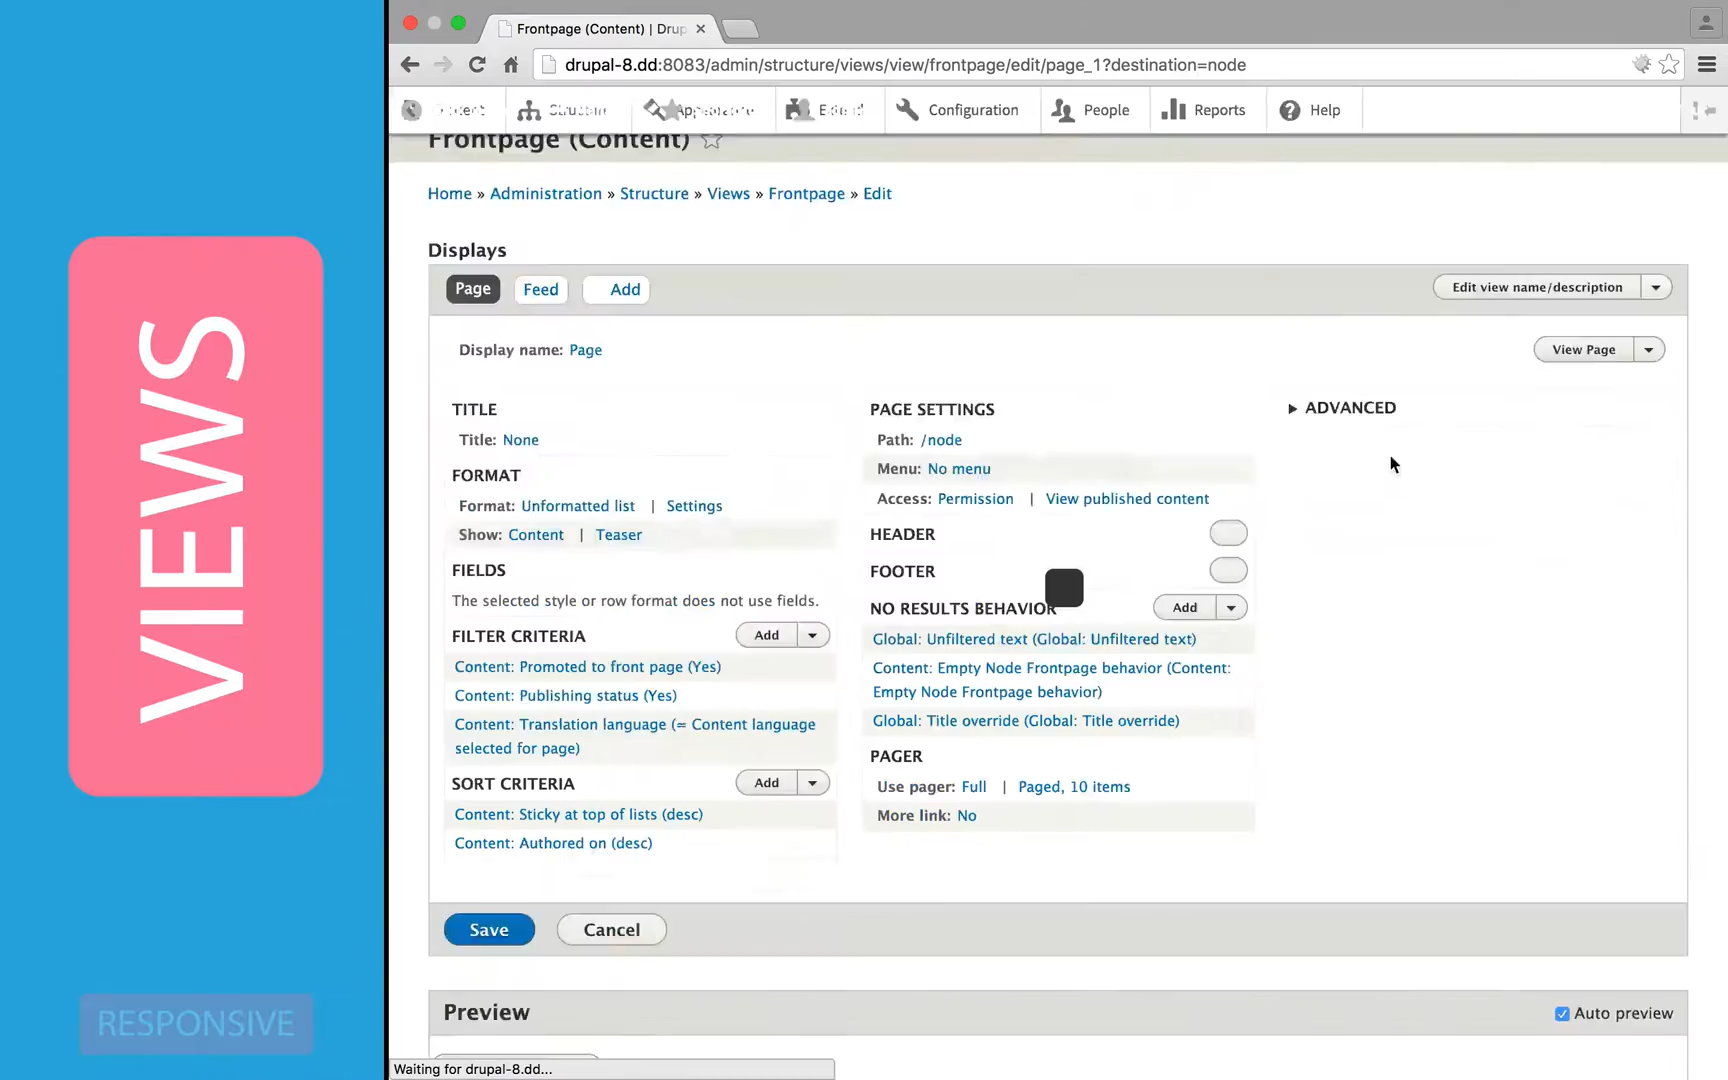 VIEWS
RESPONSIVE
Frontpage (Content) | Drup
drupal-8.dd:8083/admin/structure/views/view/frontpage/edit/page_1?destination=node
Configuration
People
Reports
Help
Frontpage (Content)
Home » Administration » Structure » Views » Frontpage » Edit
Displays
Page
Feed
Add
Edit view name/description
Display name: Page
View Page
TITLE
Title: None
FORMAT
Format: Unformatted list | Settings
Show: Content | Teaser
FIELDS
The selected style or row format does not use fields.
FILTER CRITERIA
Add
Content: Promoted to front page (Yes)
Content: Publishing status (Yes)
Content: Translation language (= Content language
selected for page)
SORT CRITERIA
Add
Content: Sticky at top of lists (desc)
Content: Authored on (desc)
PAGE SETTINGS
Path: /node
Menu: No menu
Access: Permission | View published content
HEADER
FOOTER
NO RESULTS BEHAVIOR
Add
Global: Unfiltered text (Global: Unfiltered text)
Content: Empty Node Frontpage behavior (Content:
Empty Node Frontpage behavior)
Global: Title override (Global: Title override)
PAGER
Use pager: Full | Paged, 10 items
More link: No
ADVANCED
Save
Cancel
Preview
Auto preview
Waiting for drupal-8.dd...